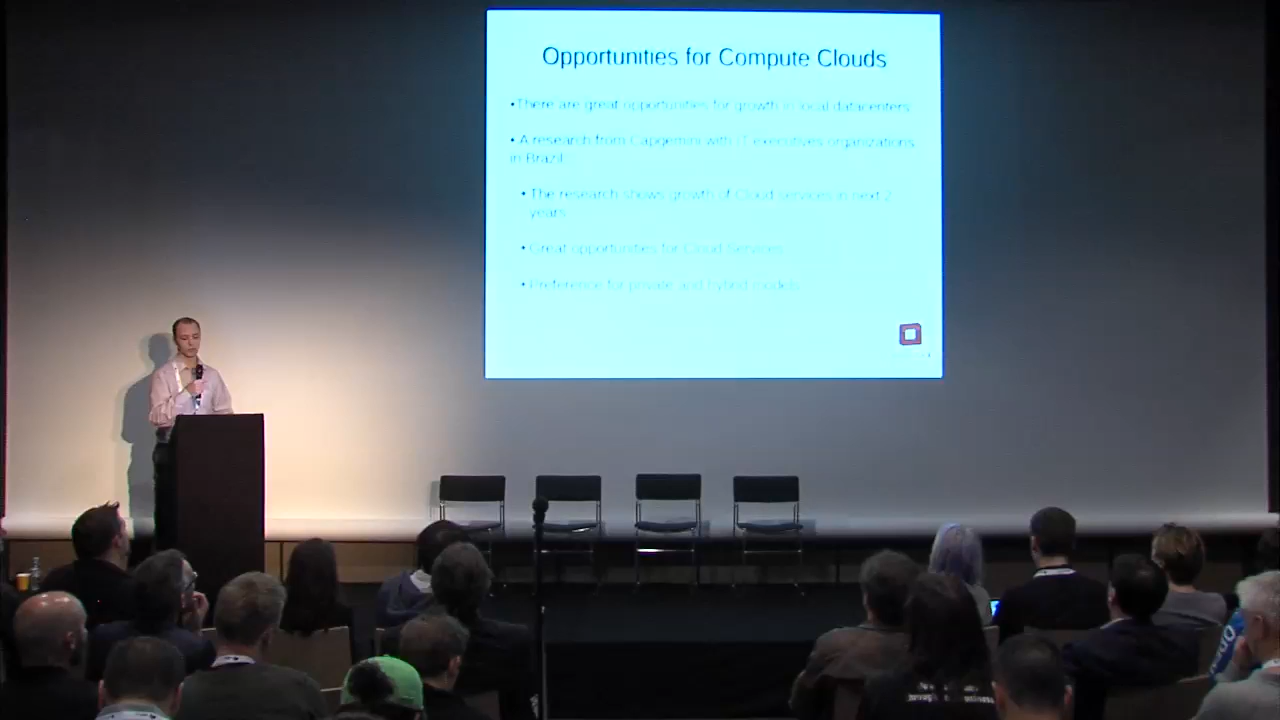 Opportunities for Compute Clouds
•There are great opportunities for growth in local datacenters
• A research from Capgemini with IT executives organizations
in Brazil
• The research shows growth of Cloud services in next 2
years
• Great opportunities for Cloud Services
• Preference for private and hybrid models